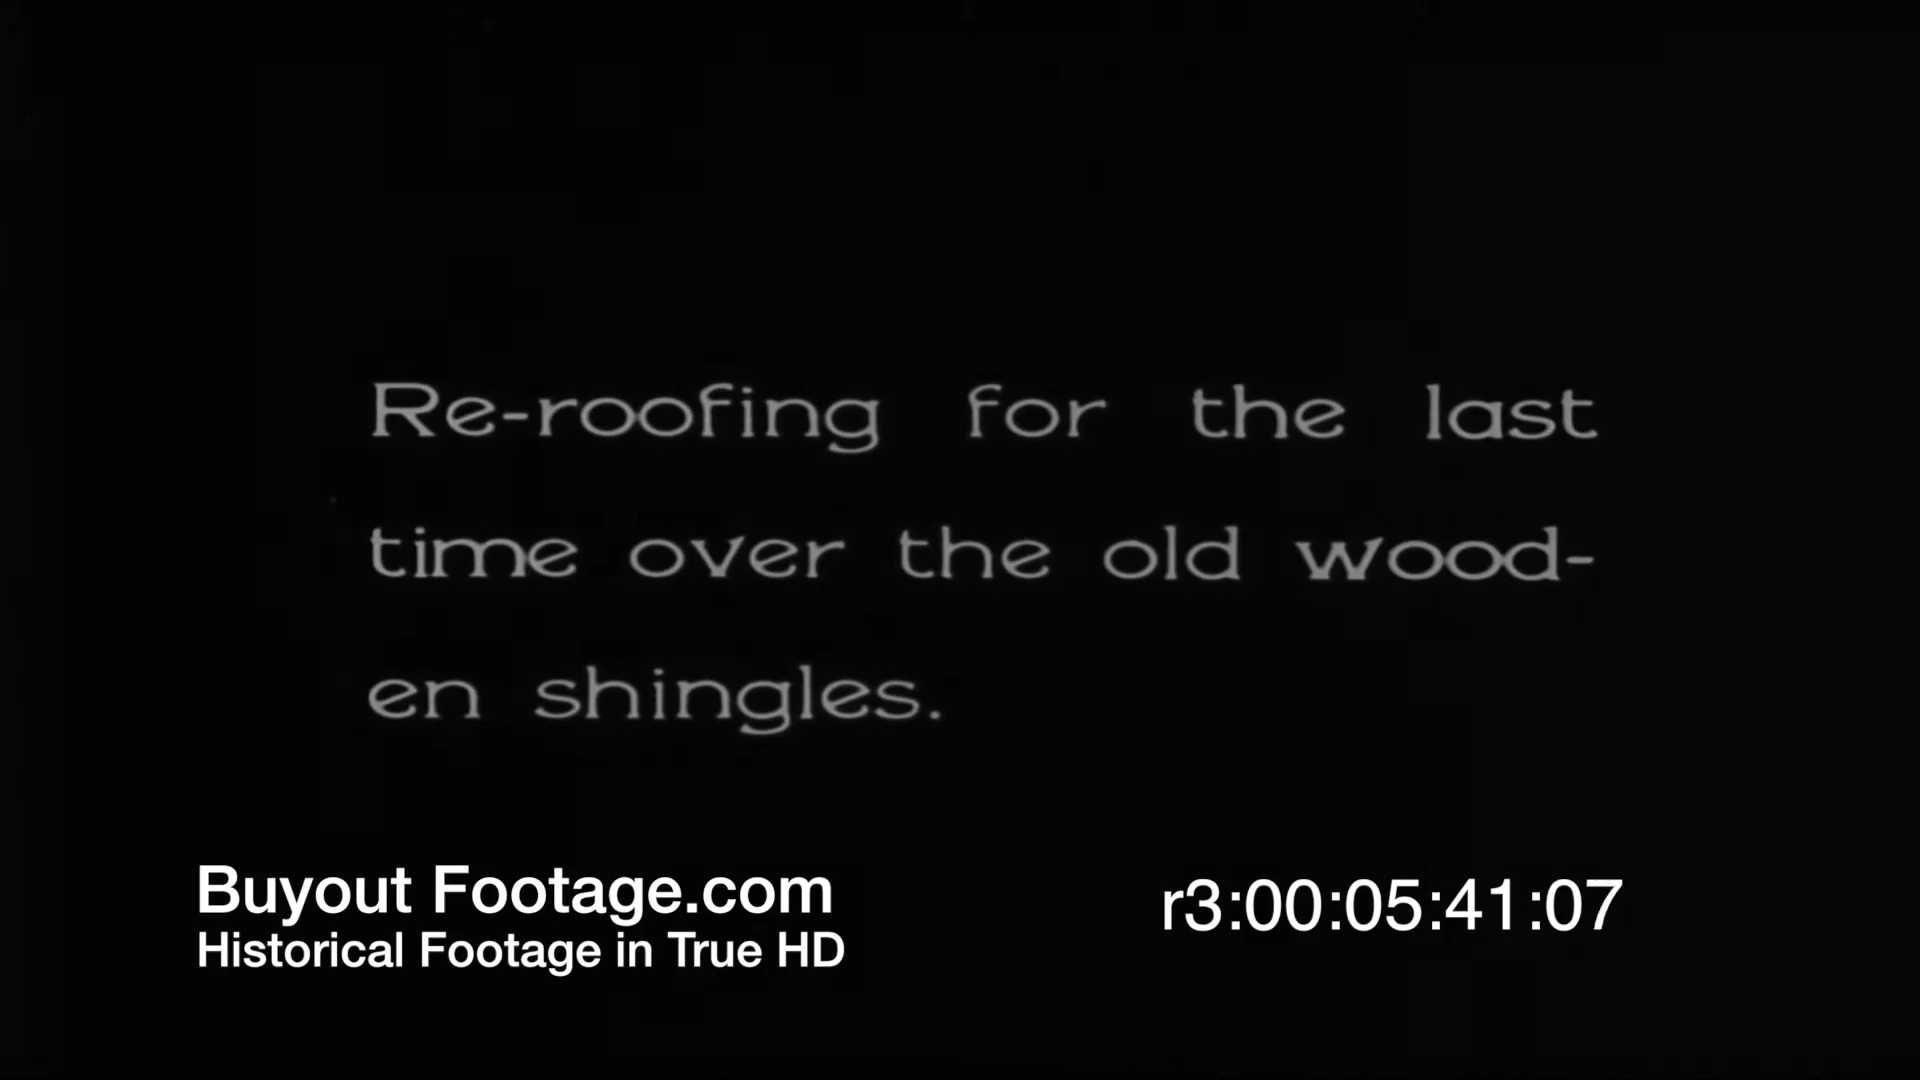 Re-roofing for the last
time over the old wood-
en shingles.
Buyout Footage.com
Historical Footage in True HD
r3:00:05:41:07